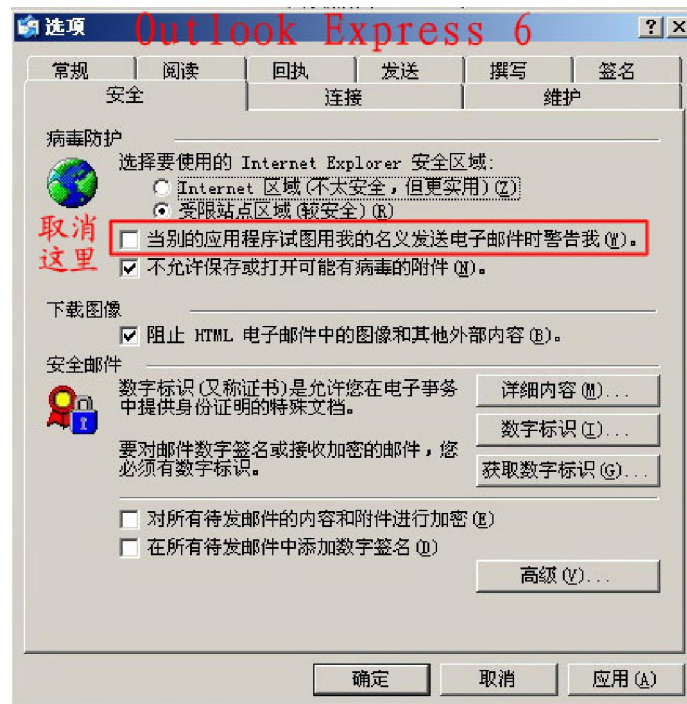 选项 Outlook Express 6
常规 阅读 回执 发送 撰写 签名
安全 连接 维护
病毒防护
选择要使用的 Internet Explorer 安全区域:
Internet 区域(不太安全，但更实用)(Z)
受限站点区域(较安全)(R)
取消
这里
当别的应用程序试图用我的名义发送电子邮件时警告我(W)。
不允许保存或打开可能有病毒的附件(N)。
下载图像
阻止 HTML 电子邮件中的图像和其他外部内容(B)。
安全邮件
数字标识(又称证书)是允许您在电子事务
中提供身份证明的特殊文档。
详细内容(M)...
数字标识(I)...
要对邮件数字签名或接收加密的邮件，您
必须有数字标识。
获取数字标识(G)...
对所有待发邮件的内容和附件进行加密(E)
在所有待发邮件中添加数字签名(D)
高级(V)...
确定 取消 应用(A)